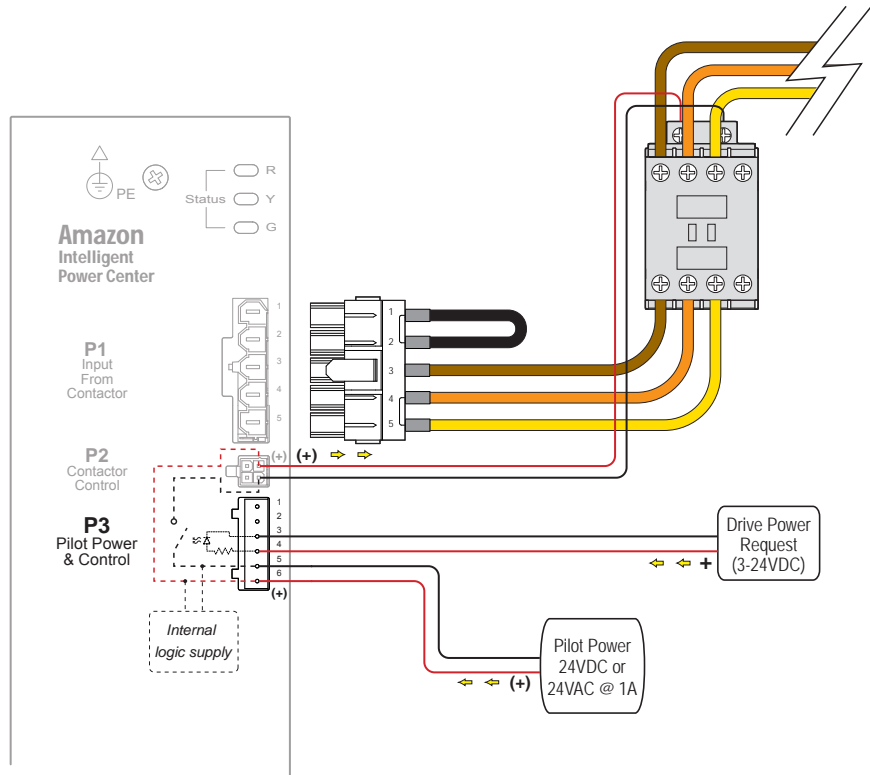 PE
Status
R
Y
G
Amazon
Intelligent
Power Center
P1
Input
From
Contactor
1
2
3
4
5
1
2
3
4
5
P2
Contactor
Control
(+)
(+)
P3
Pilot Power
& Control
1
2
3
4
5
6
(+)
Drive Power
Request
(3-24VDC)
+
Internal
logic supply
Pilot Power
24VDC or
24VAC @ 1A
(+)